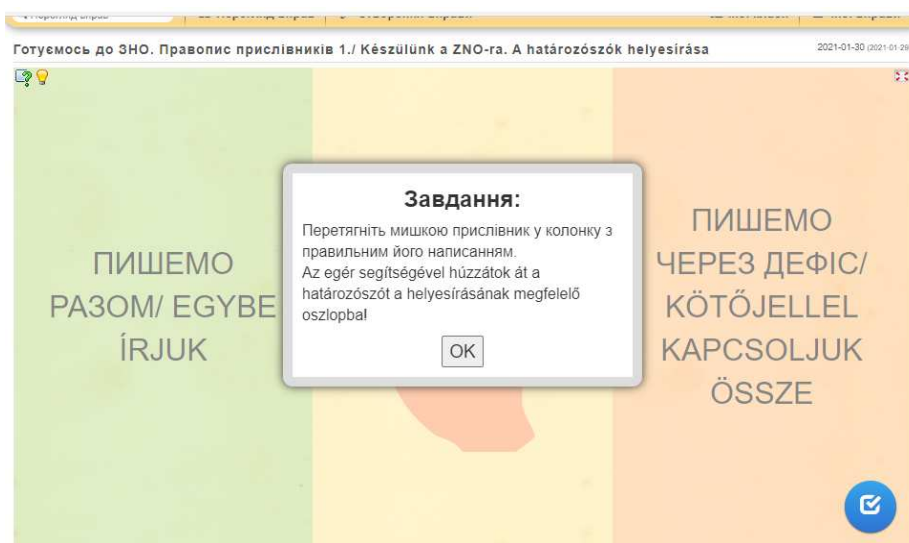 Готуємось до ЗНО. Правопис прислівників 1./ Készülünk a ZNO-ra. A határozószók helyesírása
2021-01-30
Завдання:
Перетягніть мишкою прислівник у колонку з
правильним його написанням.
Az egér segítségével húzzátok át a
határozószót a helyesírásának megfelelő
oszlopba!
OK
ПИШЕМО
РАЗОМ/ EGYBE
ÍRJUK
ПИШЕМО
ЧЕРЕЗ ДЕФІС/
KÖTŐJELLEL
KAPCSOLJUK
ÖSSZE